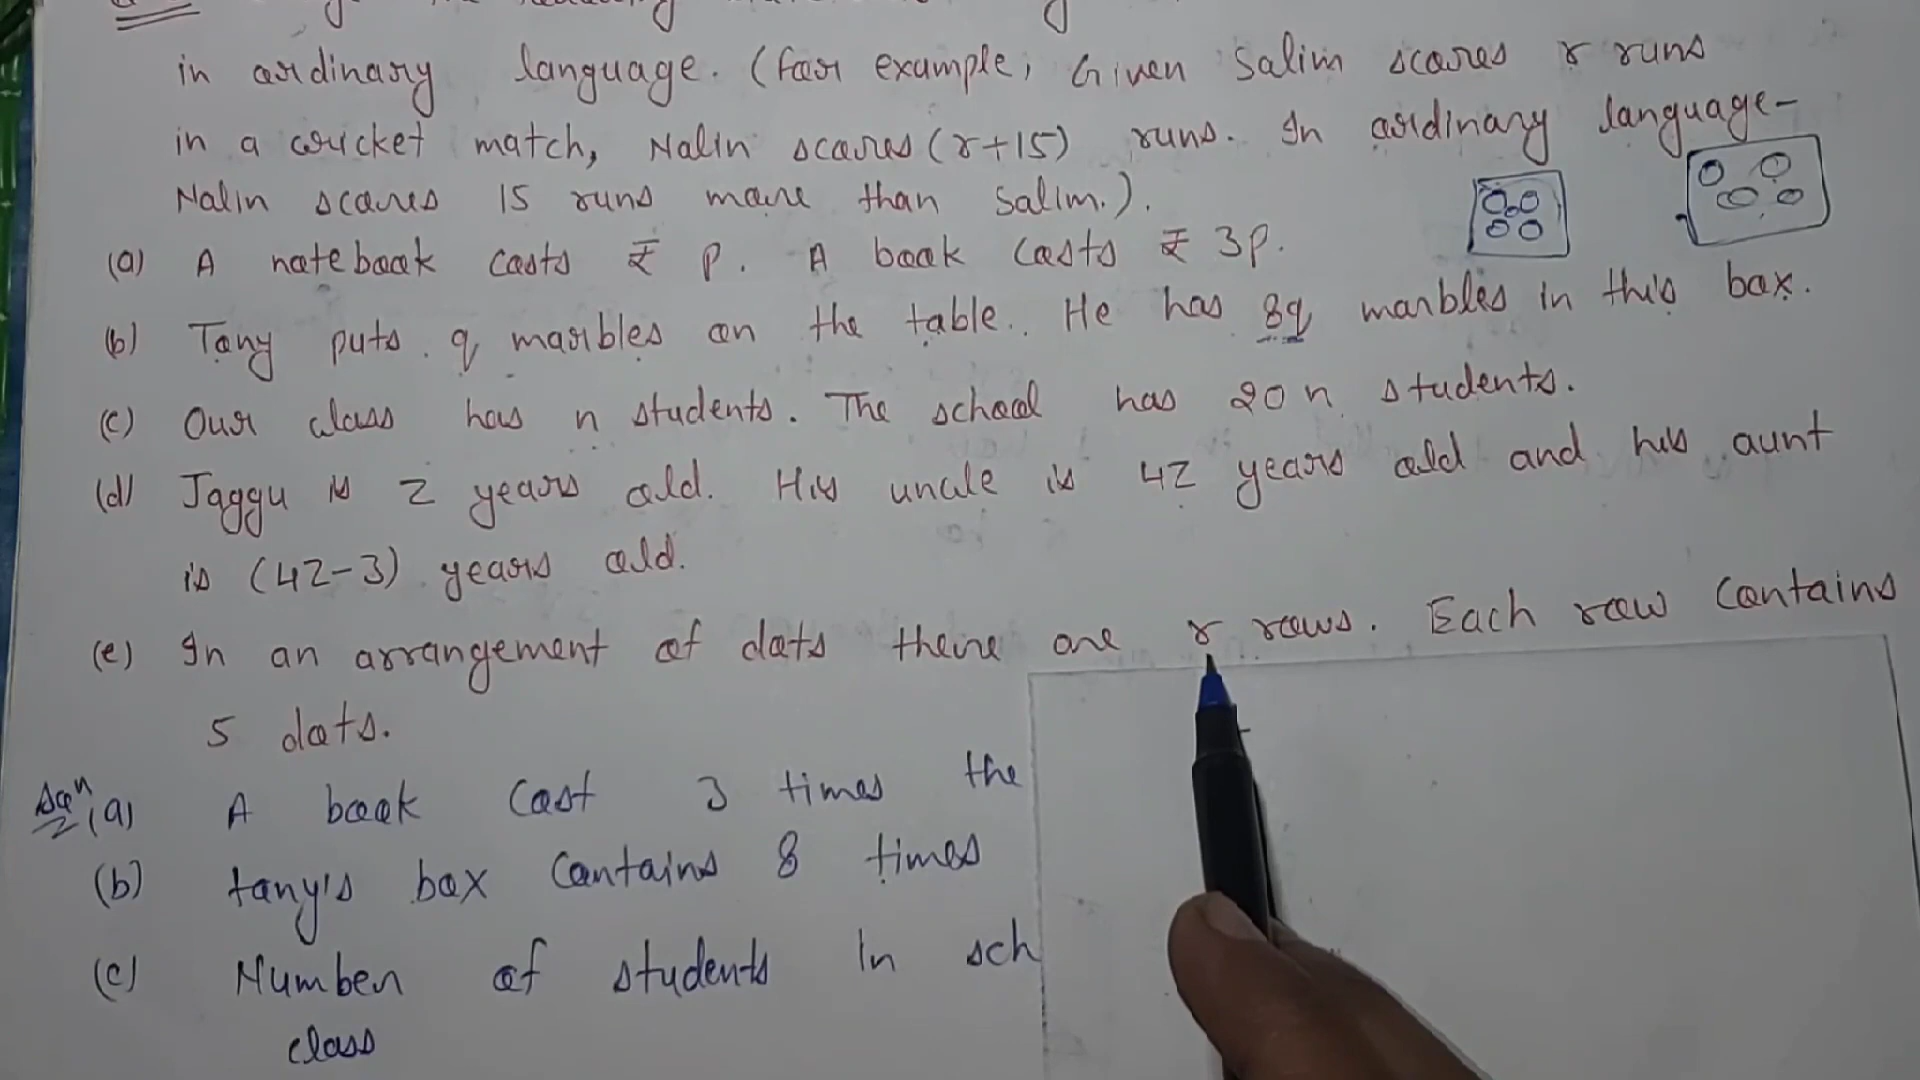 in ordinary language. (For example, Given Salim scores r runs
in a cricket match, Nalin scores (r+15) runs. In ordinary language-
Nalin scores 15 runs more than Salim.).
(a) A notebook costs ₹ p. A book costs ₹ 3p.
(b) Tony puts q marbles on the table. He has 8q marbles in this box.
(c) Our class has n students. The school has 20n students.
(d) Jaggu is z years old. His uncle is 4z years old and his aunt
is (4z-3) years old.
(e) In an arrangement of dots there are r rows. Each row contains
5 dots.
Solⁿ (a) A book cost 3 times the
(b) tony's box contains 8 times
(c) Number of students in sch
class